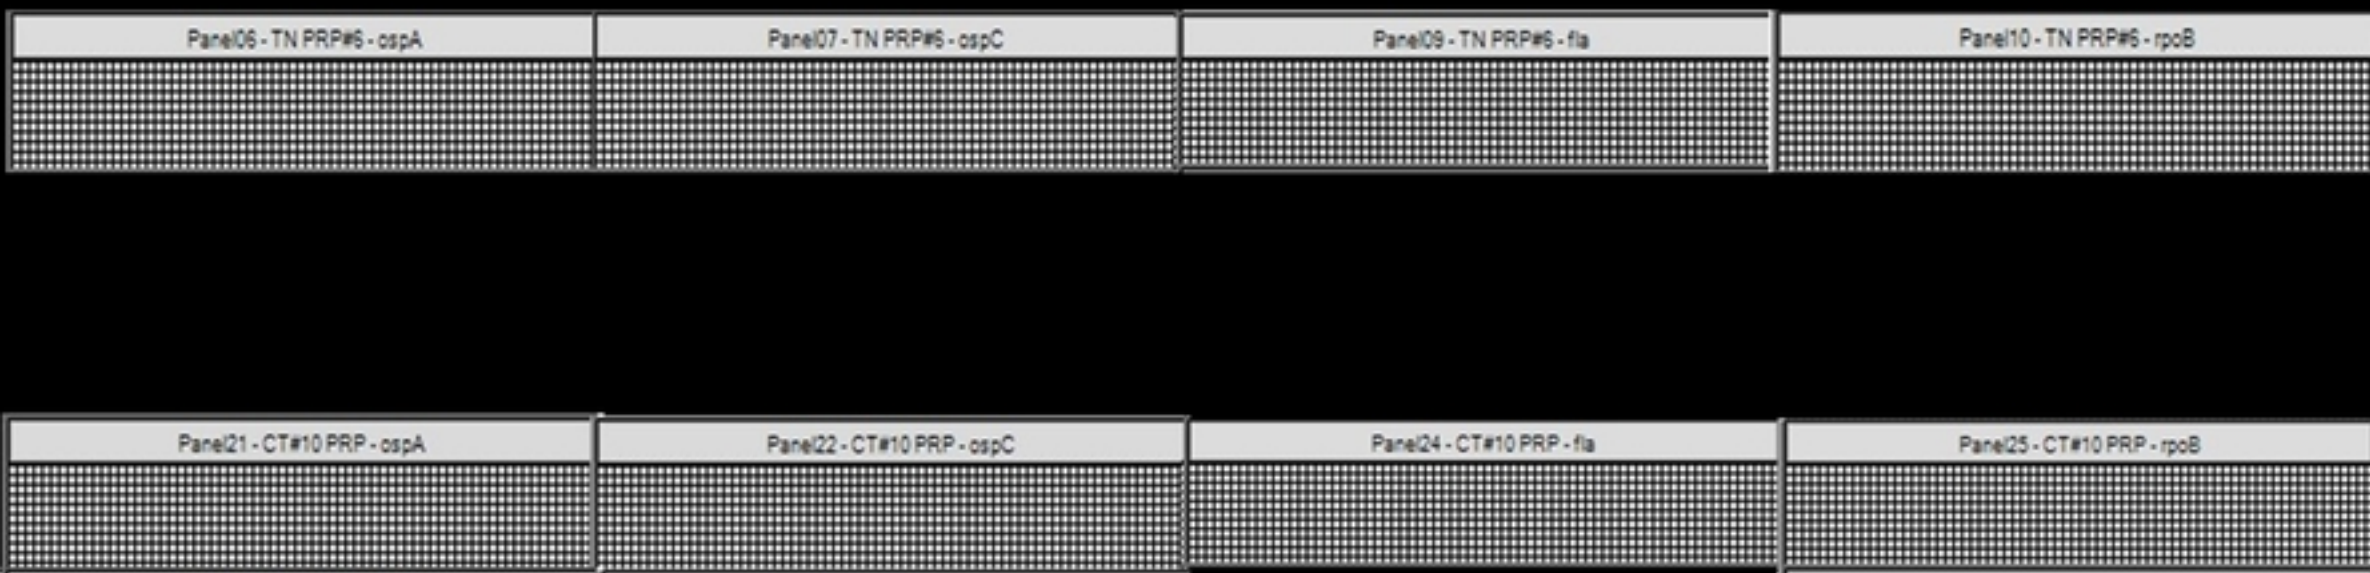 Panel06 - TN PRP#6 - ospA
Panel07 - TN PRP#6 - ospC
Panel09 - TN PRP#6 - fla
Panel10 - TN PRP#6 - rpoB
Panel21 - CT#10 PRP - ospA
Panel22 - CT#10 PRP - ospC
Panel24 - CT#10 PRP - fla
Panel25 - CT#10 PRP - rpoB